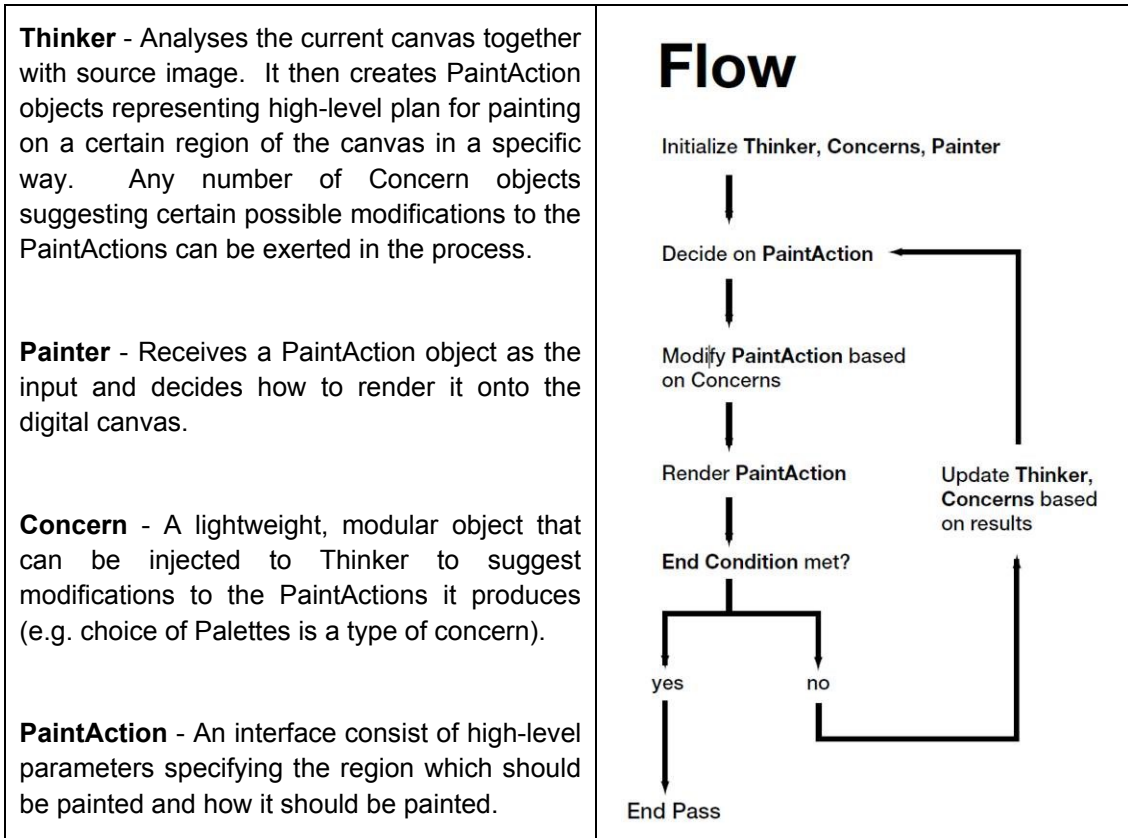 Thinker - Analyses the current canvas together
with source image. It then creates PaintAction
objects representing high-level plan for painting
on a certain region of the canvas in a specific
way. Any number of Concern objects
suggesting certain possible modifications to the
PaintActions can be exerted in the process.
Painter - Receives a PaintAction object as the
input and decides how to render it onto the
digital canvas.
Concern - A lightweight, modular object that
can be injected to Thinker to suggest
modifications to the PaintActions it produces
(e.g. choice of Palettes is a type of concern).
PaintAction - An interface consist of high-level
parameters specifying the region which should
be painted and how it should be painted.
Flow
Initialize Thinker, Concerns, Painter
Decide on PaintAction
Modify PaintAction based
on Concerns
Render PaintAction
Update Thinker,
Concerns based
on results
End Condition met?
yes
no
End Pass